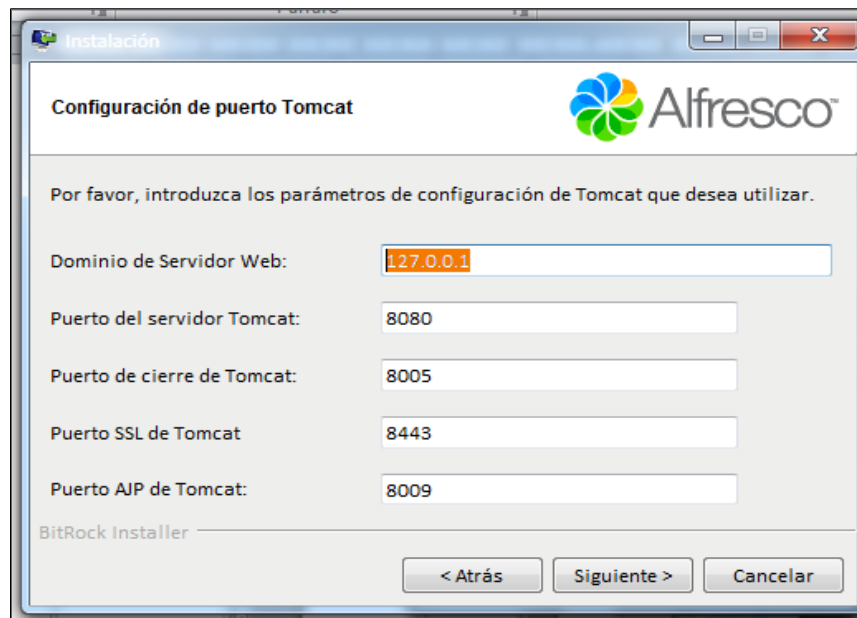 Instalación
Configuración de puerto Tomcat
Alfresco™
Por favor, introduzca los parámetros de configuración de Tomcat que desea utilizar.
Dominio de Servidor Web: 127.0.0.1
Puerto del servidor Tomcat: 8080
Puerto de cierre de Tomcat: 8005
Puerto SSL de Tomcat 8443
Puerto AJP de Tomcat: 8009
BitRock Installer
< Atrás Siguiente > Cancelar